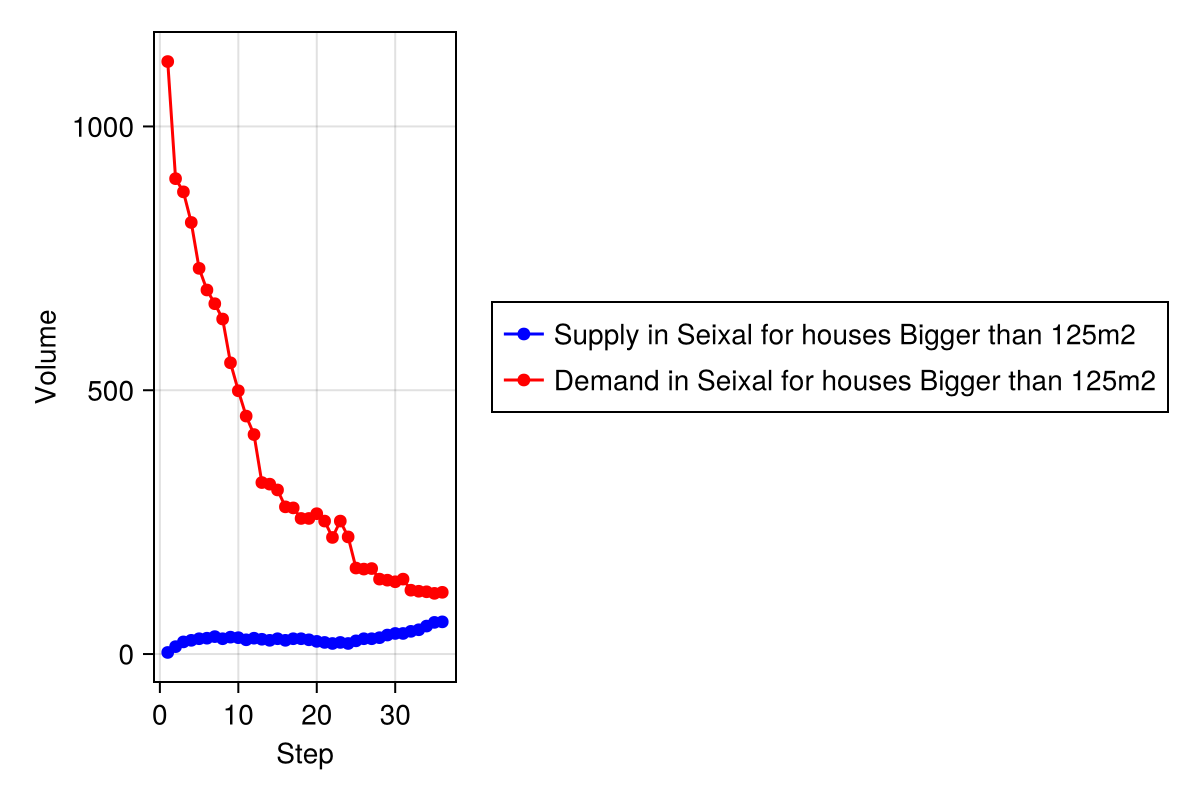 Volume
1000
500
0
0 10 20 30
Step
Supply in Seixal for houses Bigger than 125m2
Demand in Seixal for houses Bigger than 125m2